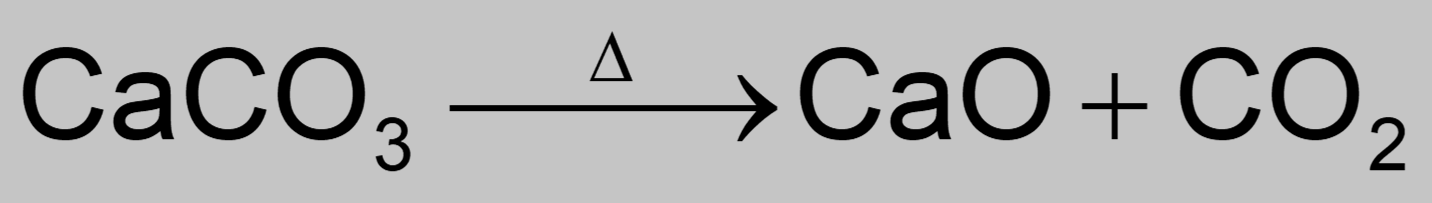 CaCO₃ —Δ→ CaO + CO₂